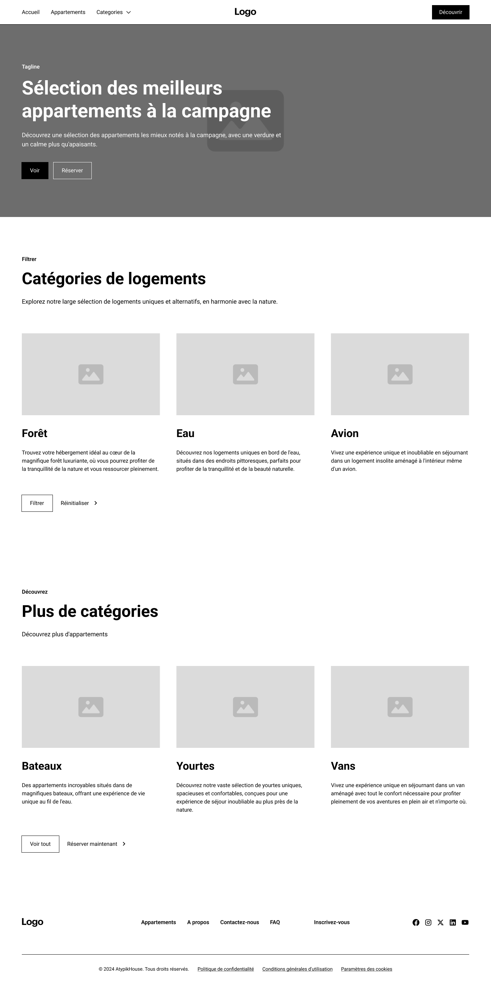 Accueil Appartements Categories Logo Découvrir
Tagline
Sélection des meilleurs
appartements à la campagne
Découvrez une sélection des appartements les mieux notés à la campagne, avec une verdure et
un calme plus qu'apaisants.
Voir Réserver
Filtrer
Catégories de logements
Explorez notre large sélection de logements uniques et alternatifs, en harmonie avec la nature.
Forêt
Trouvez votre hébergement idéal au cœur de la
magnifique forêt luxuriante, où vous pourrez profiter de
la tranquillité de la nature et vous ressourcer pleinement.
Eau
Découvrez nos logements uniques en bord de l'eau,
situés dans des endroits pittoresques, parfaits pour
profiter de la tranquillité et de la beauté naturelle.
Avion
Vivez une expérience unique et inoubliable en séjournant
dans un logement insolite aménagé à l'intérieur même
d'un avion.
Filtrer Réinitialiser
Découvrez
Plus de catégories
Découvrez plus d'appartements
Bateaux
Des appartements incroyables situés dans de
magnifiques bateaux, offrant une expérience de vie
unique au fil de l'eau.
Yourtes
Découvrez notre vaste sélection de yourtes uniques,
spacieuses et confortables, conçues pour une
expérience de séjour inoubliable au plus près de la
nature.
Vans
Vivez une expérience unique en séjournant dans un van
aménagé avec tout le confort nécessaire pour profiter
pleinement de vos aventures en plein air et n'importe où.
Voir tout Réserver maintenant
Logo Appartements A propos Contactez-nous FAQ Inscrivez-vous
© 2024 AtypikHouse. Tous droits réservés. Politique de confidentialité Conditions générales d'utilisation Paramètres des cookies